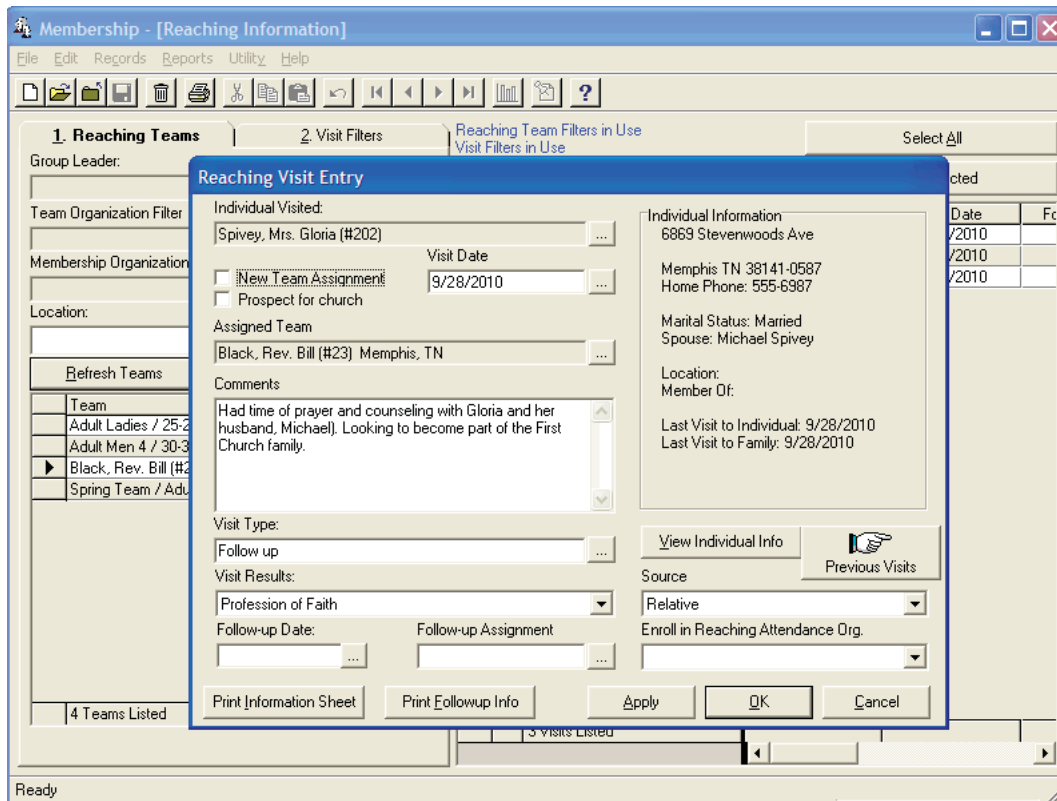 Membership - [Reaching Information]
File Edit Records Reports Utility Help
1. Reaching Teams
2. Visit Filters
Reaching Team Filters in Use
Visit Filters in Use
Select All
Group Leader:
Team Organization Filter
Membership Organization
Location:
Refresh Teams
Team
Adult Ladies / 25-2
Adult Men 4 / 30-3
Black, Rev. Bill (#2
Spring Team / Adu
4 Teams Listed
Reaching Visit Entry
Individual Visited:
Spivey, Mrs. Gloria (#202)
...
New Team Assignment
Prospect for church
Visit Date
9/28/2010
...
Assigned Team
Black, Rev. Bill (#23) Memphis, TN
...
Comments
Had time of prayer and counseling with Gloria and her
husband, Michael). Looking to become part of the First
Church family.
Visit Type:
Follow up
...
Visit Results:
Profession of Faith
Follow-up Date:
...
Follow-up Assignment
...
Individual Information
6869 Stevenwoods Ave
Memphis TN 38141-0587
Home Phone: 555-6987
Marital Status: Married
Spouse: Michael Spivey
Location:
Member Of:
Last Visit to Individual: 9/28/2010
Last Visit to Family: 9/28/2010
View Individual Info
Previous Visits
Source
Relative
Enroll in Reaching Attendance Org.
Print Information Sheet
Print Followup Info
Apply
OK
Cancel
cted
Date
Fo
/2010
/2010
/2010
3 Visits Listed
Ready